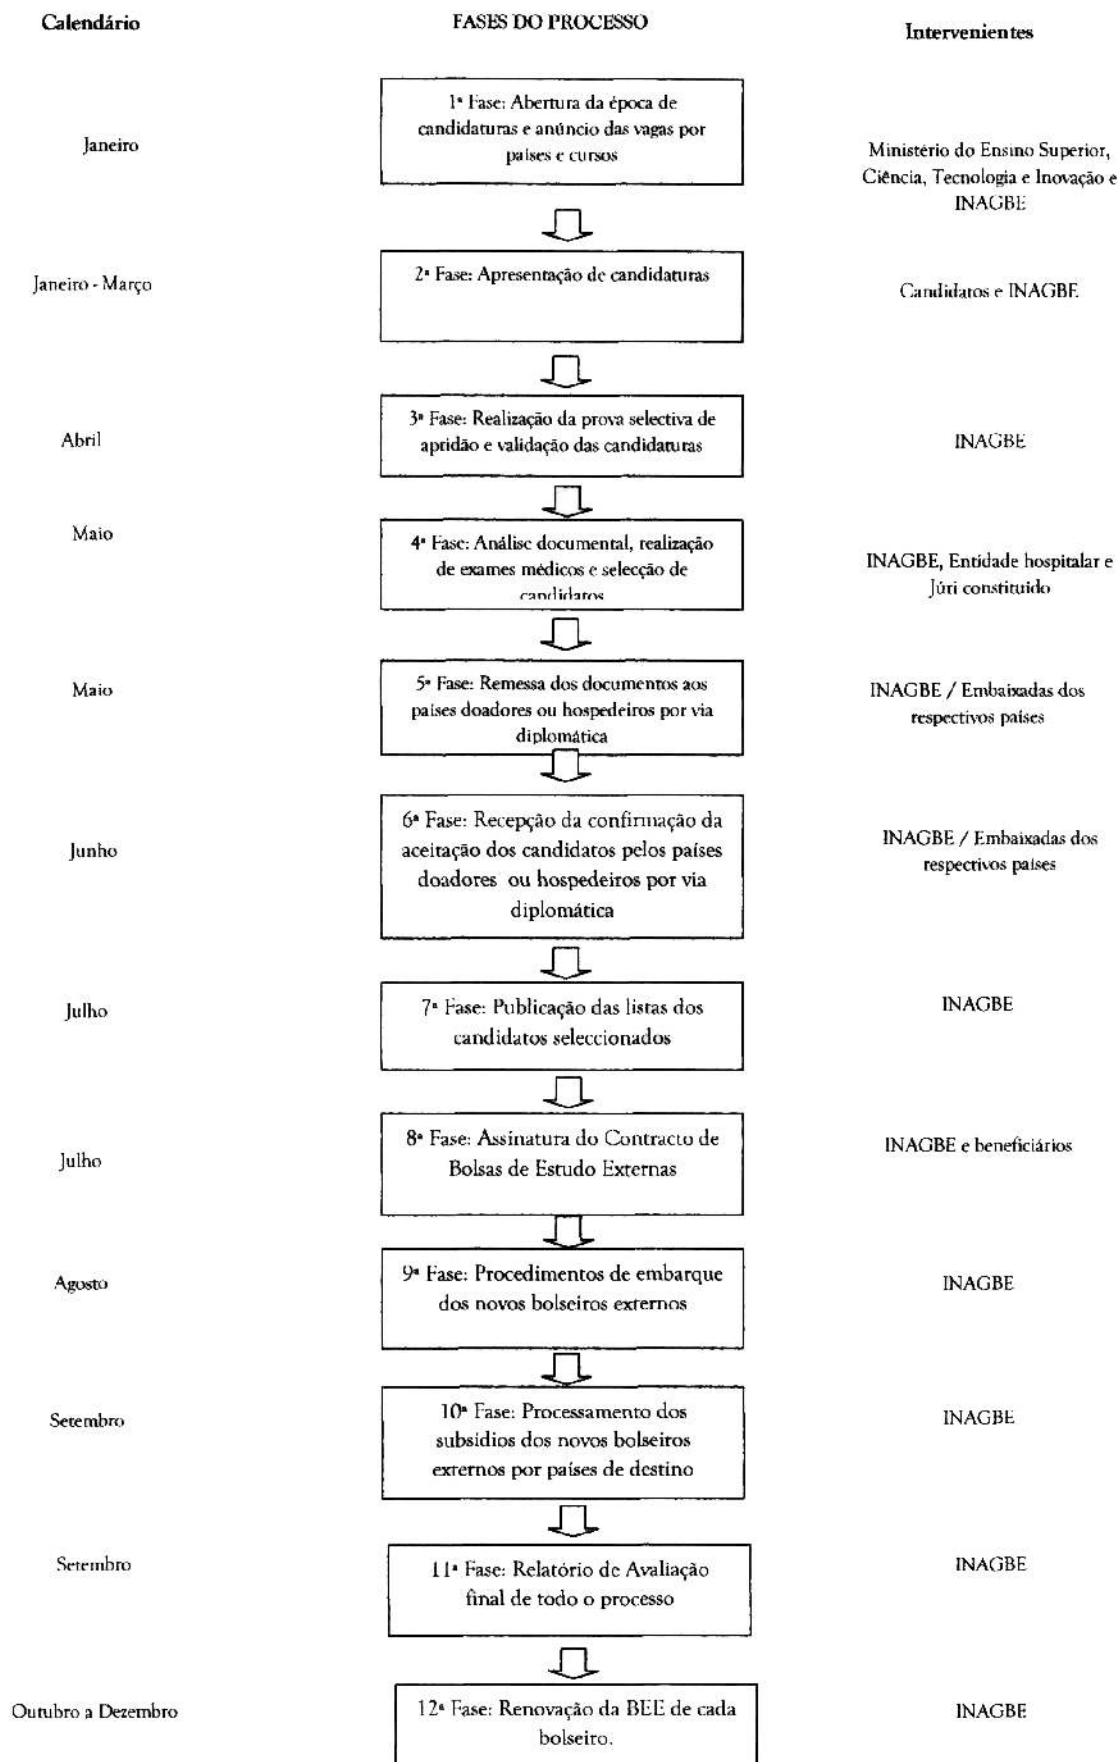 Calendário
FASES DO PROCESSO
Intervenientes
Janeiro
1ª Fase: Abertura da época de
candidaturas e anúncio das vagas por
países e cursos
Ministério do Ensino Superior,
Ciência, Tecnologia e Inovação e
INAGBE
Janeiro - Março
2ª Fase: Apresentação de candidaturas
Candidatos e INAGBE
Abril
3ª Fase: Realização da prova selectiva de
aptidão e validação das candidaturas
INAGBE
Maio
4ª Fase: Análise documental, realização
de exames médicos e selecção de
candidatos
INAGBE, Entidade hospitalar e
Júri constituído
Maio
5ª Fase: Remessa dos documentos aos
países doadores ou hospedeiros por via
diplomática
INAGBE / Embaixadas dos
respectivos países
Junho
6ª Fase: Recepção da confirmação da
aceitação dos candidatos pelos países
doadores ou hospedeiros por via
diplomática
INAGBE / Embaixadas dos
respectivos países
Julho
7ª Fase: Publicação das listas dos
candidatos seleccionados
INAGBE
Julho
8ª Fase: Assinatura do Contracto de
Bolsas de Estudo Externas
INAGBE e beneficiários
Agosto
9ª Fase: Procedimentos de embarque
dos novos bolseiros externos
INAGBE
Setembro
10ª Fase: Processamento dos
subsídios dos novos bolseiros
externos por países de destino
INAGBE
Setembro
11ª Fase: Relatório de Avaliação
final de todo o processo
INAGBE
Outubro a Dezembro
12ª Fase: Renovação da BEE de cada
bolseiro.
INAGBE